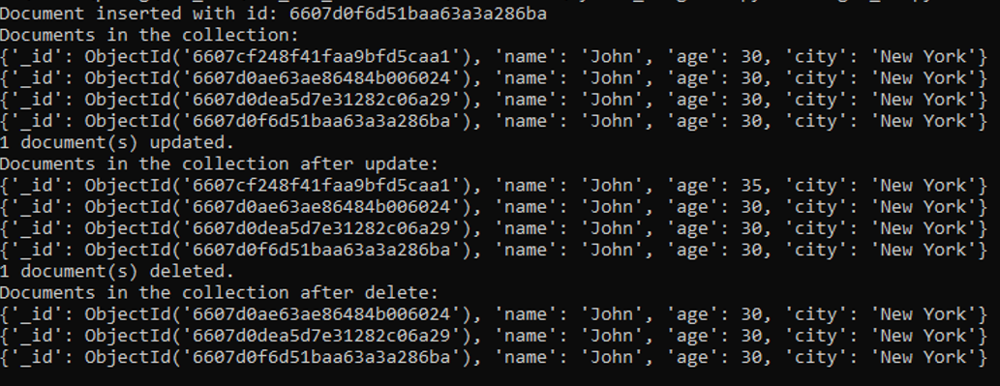 Document inserted with id: 6607d0f6d51baa63a3a286ba
Documents in the collection:
{'_id': ObjectId('6607cf248f41faa9bfd5caa1'), 'name': 'John', 'age': 30, 'city': 'New York'}
{'_id': ObjectId('6607d0ae63ae86484b006024'), 'name': 'John', 'age': 30, 'city': 'New York'}
{'_id': ObjectId('6607d0dea5d7e31282c06a29'), 'name': 'John', 'age': 30, 'city': 'New York'}
{'_id': ObjectId('6607d0f6d51baa63a3a286ba'), 'name': 'John', 'age': 30, 'city': 'New York'}
1 document(s) updated.
Documents in the collection after update:
{'_id': ObjectId('6607cf248f41faa9bfd5caa1'), 'name': 'John', 'age': 35, 'city': 'New York'}
{'_id': ObjectId('6607d0ae63ae86484b006024'), 'name': 'John', 'age': 30, 'city': 'New York'}
{'_id': ObjectId('6607d0dea5d7e31282c06a29'), 'name': 'John', 'age': 30, 'city': 'New York'}
{'_id': ObjectId('6607d0f6d51baa63a3a286ba'), 'name': 'John', 'age': 30, 'city': 'New York'}
1 document(s) deleted.
Documents in the collection after delete:
{'_id': ObjectId('6607d0ae63ae86484b006024'), 'name': 'John', 'age': 30, 'city': 'New York'}
{'_id': ObjectId('6607d0dea5d7e31282c06a29'), 'name': 'John', 'age': 30, 'city': 'New York'}
{'_id': ObjectId('6607d0f6d51baa63a3a286ba'), 'name': 'John', 'age': 30, 'city': 'New York'}